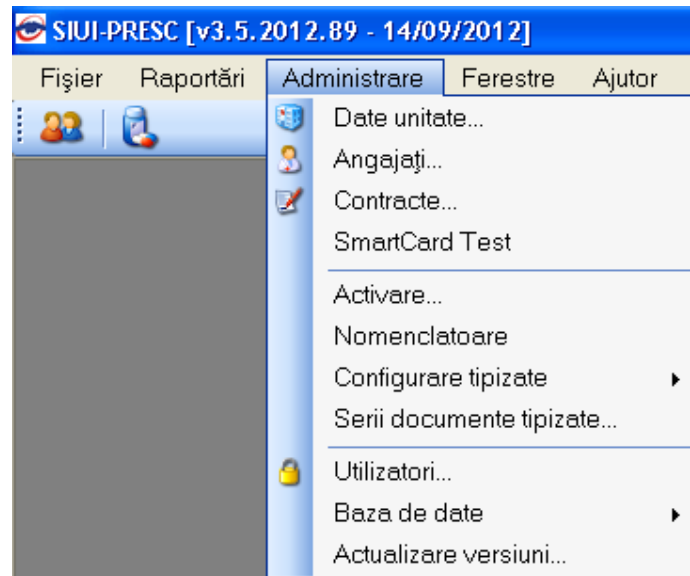 SIUI-PRESC [v3.5.2012.89 - 14/09/2012]
Fişier Raportări Administrare Ferestre Ajutor
Date unitate...
Angajaţi...
Contracte...
SmartCard Test
Activare...
Nomenclatoare
Configurare tipizate
Serii documente tipizate...
Utilizatori...
Baza de date
Actualizare versiuni...